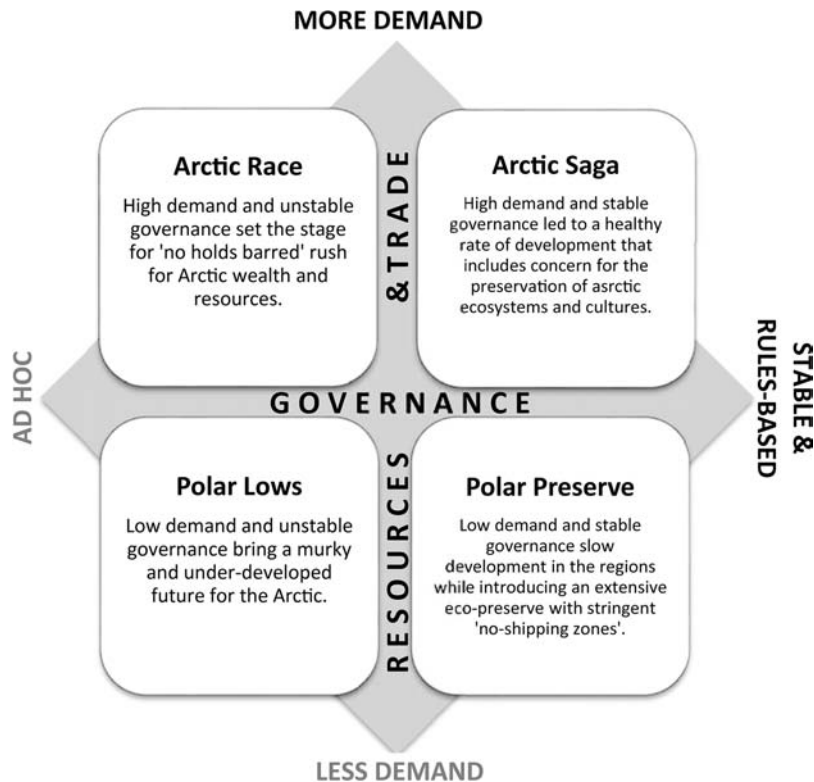 MORE DEMAND
Arctic Race
High demand and unstable
governance set the stage
for 'no holds barred' rush
for Arctic wealth and
resources.
Arctic Saga
High demand and stable
governance led to a healthy
rate of development that
includes concern for the
preservation of asrctic
ecosystems and cultures.
RESOURCES &TRADE
AD HOC
GOVERNANCE
STABLE &
RULES-BASED
Polar Lows
Low demand and unstable
governance bring a murky
and under-developed
future for the Arctic.
Polar Preserve
Low demand and stable
governance slow
development in the regions
while introducing an extensive
eco-preserve with stringent
'no-shipping zones'.
LESS DEMAND